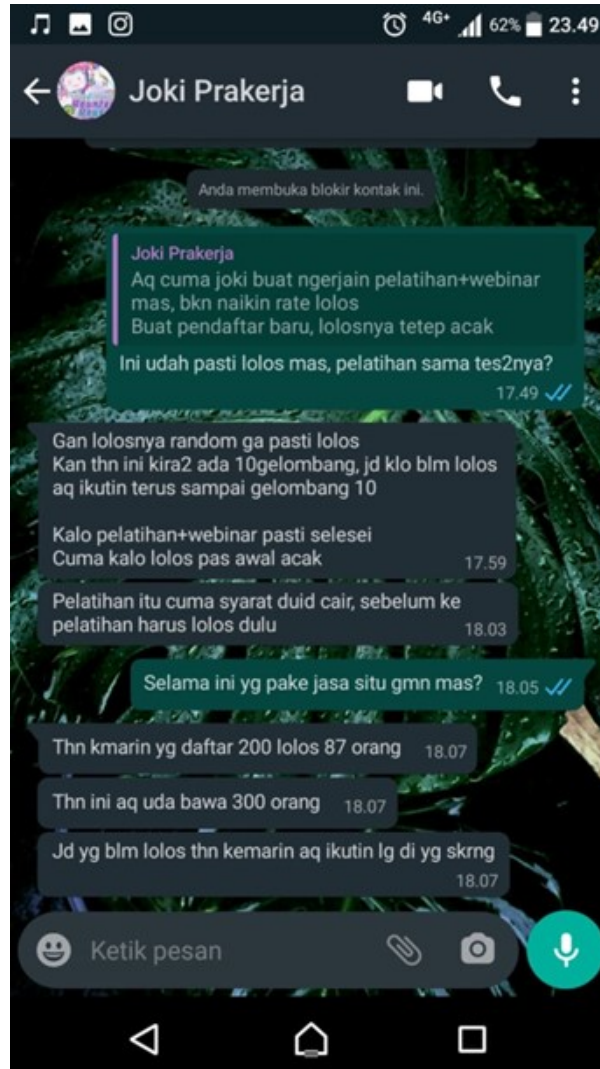 4G+ 62% 23.49
Joki Prakerja
Anda membuka blokir kontak ini.
Joki Prakerja
Aq cuma joki buat ngerjain pelatihan+webinar
mas, bkn naikin rate lolos
Buat pendaftar baru, lolosnya tetep acak
Ini udah pasti lolos mas, pelatihan sama tes2nya?
17.49
Gan lolosnya random ga pasti lolos
Kan thn ini kira2 ada 10gelombang, jd klo blm lolos
aq ikutin terus sampai gelombang 10
Kalo pelatihan+webinar pasti selesei
Cuma kalo lolos pas awal acak 17.59
Pelatihan itu cuma syarat duid cair, sebelum ke
pelatihan harus lolos dulu 18.03
Selama ini yg pake jasa situ gmn mas? 18.05
Thn kmarin yg daftar 200 lolos 87 orang 18.07
Thn ini aq uda bawa 300 orang 18.07
Jd yg blm lolos thn kemarin aq ikutin lg di yg skrng
18.07
Ketik pesan